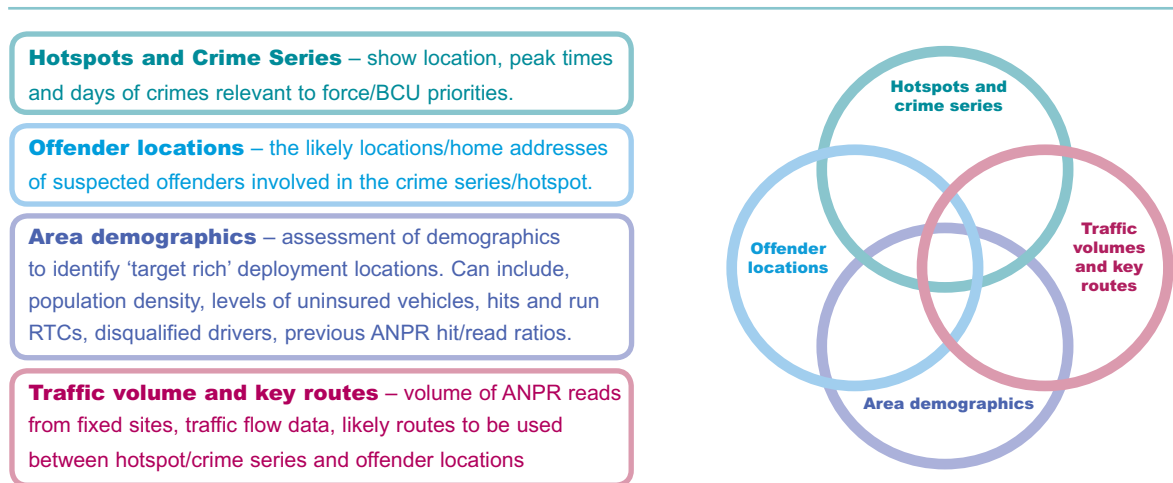 Hotspots and Crime Series – show location, peak times
and days of crimes relevant to force/BCU priorities.
Offender locations – the likely locations/home addresses
of suspected offenders involved in the crime series/hotspot.
Area demographics – assessment of demographics
to identify ‘target rich’ deployment locations. Can include,
population density, levels of uninsured vehicles, hits and run
RTCs, disqualified drivers, previous ANPR hit/read ratios.
Traffic volume and key routes – volume of ANPR reads
from fixed sites, traffic flow data, likely routes to be used
between hotspot/crime series and offender locations
Hotspots and
crime series
Offender
locations
Traffic
volumes
and key
routes
Area demographics